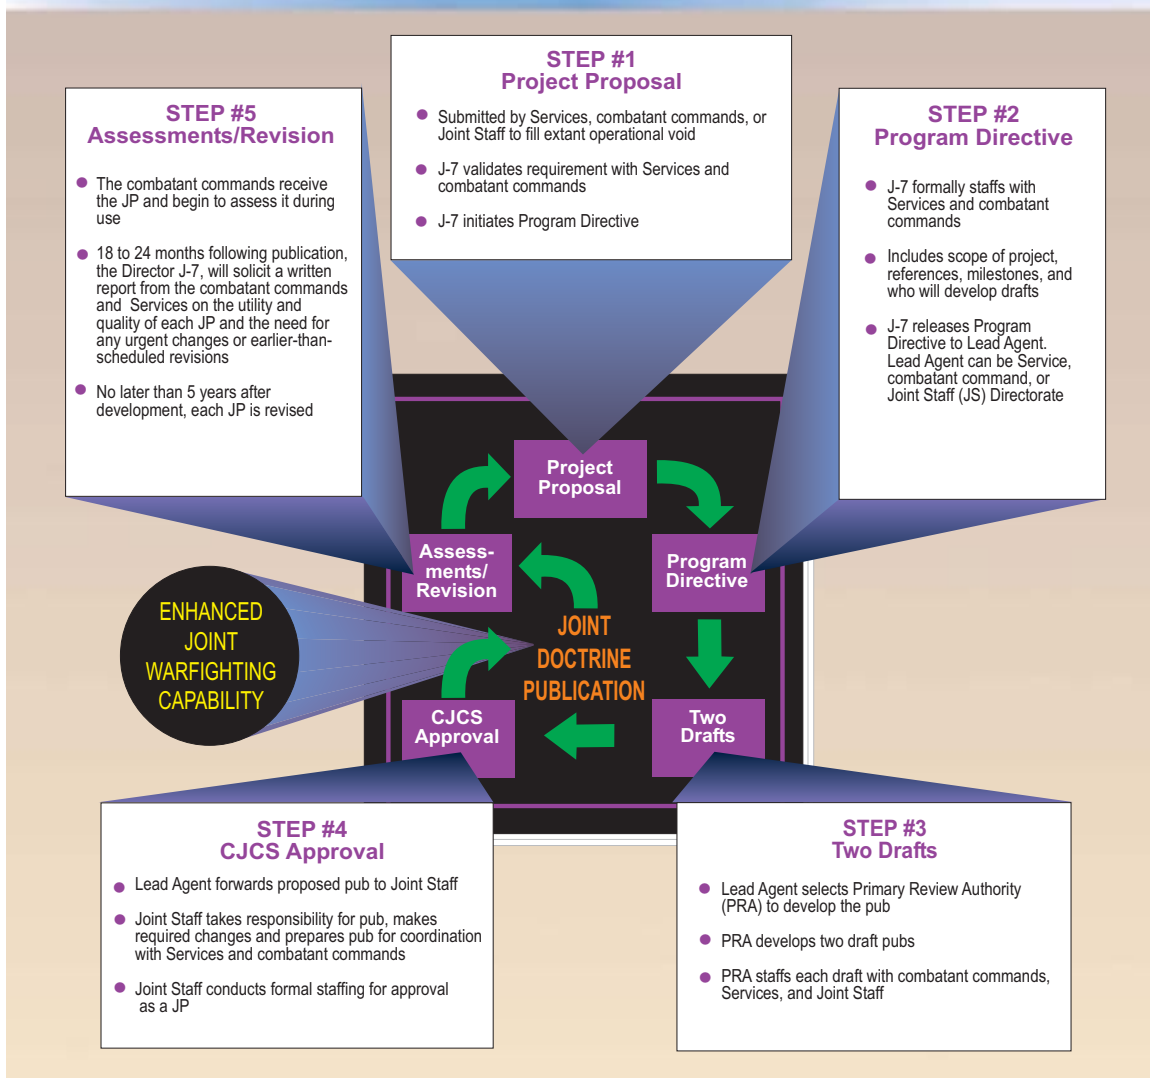 STEP #1
Project Proposal
Submitted by Services, combatant commands, or
Joint Staff to fill extant operational void
J-7 validates requirement with Services and
combatant commands
J-7 initiates Program Directive
STEP #5
Assessments/Revision
The combatant commands receive
the JP and begin to assess it during
use
18 to 24 months following publication,
the Director J-7, will solicit a written
report from the combatant commands
and Services on the utility and
quality of each JP and the need for
any urgent changes or earlier-than-
scheduled revisions
No later than 5 years after
development, each JP is revised
STEP #2
Program Directive
J-7 formally staffs with
Services and combatant
commands
Includes scope of project,
references, milestones, and
who will develop drafts
J-7 releases Program
Directive to Lead Agent.
Lead Agent can be Service,
combatant command, or
Joint Staff (JS) Directorate
Project
Proposal
Assess-
ments/
Revision
Program
Directive
ENHANCED
JOINT
WARFIGHTING
CAPABILITY
JOINT
DOCTRINE
PUBLICATION
CJCS
Approval
Two
Drafts
STEP #4
CJCS Approval
Lead Agent forwards proposed pub to Joint Staff
Joint Staff takes responsibility for pub, makes
required changes and prepares pub for coordination
with Services and combatant commands
Joint Staff conducts formal staffing for approval
as a JP
STEP #3
Two Drafts
Lead Agent selects Primary Review Authority
(PRA) to develop the pub
PRA develops two draft pubs
PRA staffs each draft with combatant commands,
Services, and Joint Staff